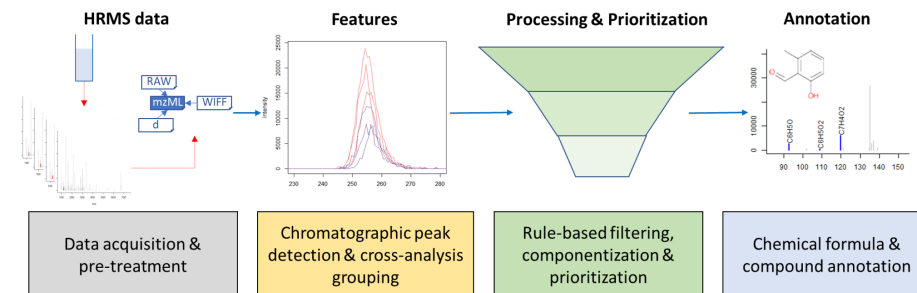 HRMS data
Features
Processing & Prioritization
Annotation
RAW
mzML
WIFF
d
Intensity
0
5000
10000
15000
20000
25000
230
240
250
260
270
280
O
OH
0
10000
30000
C6H5O
C6H5O2
C7H4O2
90
100
110
120
130
140
150
Data acquisition &
pre-treatment
Chromatographic peak
detection & cross-analysis
grouping
Rule-based filtering,
componentization &
prioritization
Chemical formula &
compound annotation